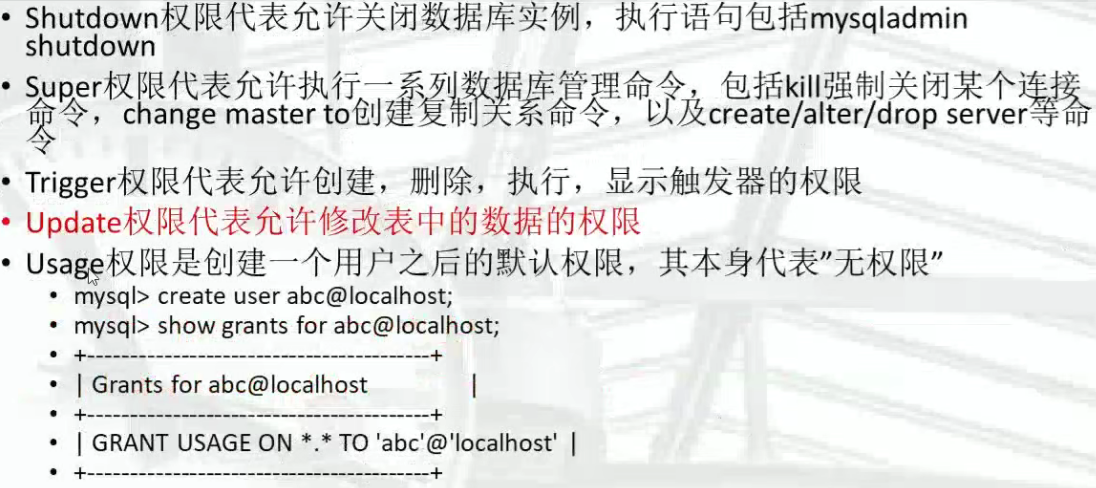 • Shutdown权限代表允许关闭数据库实例，执行语句包括mysqladmin
shutdown
• Super权限代表允许执行一系列数据库管理命令，包括kill强制关闭某个连接
命令，change master to创建复制关系命令，以及create/alter/drop server等命
令
• Trigger权限代表允许创建，删除，执行，显示触发器的权限
• Update权限代表允许修改表中的数据的权限
• Usage权限是创建一个用户之后的默认权限，其本身代表”无权限”
• mysql> create user abc@localhost;
• mysql> show grants for abc@localhost;
• +-----------------------------------------+
• | Grants for abc@localhost |
• +-----------------------------------------+
• | GRANT USAGE ON *.* TO 'abc'@'localhost' |
• +-----------------------------------------+